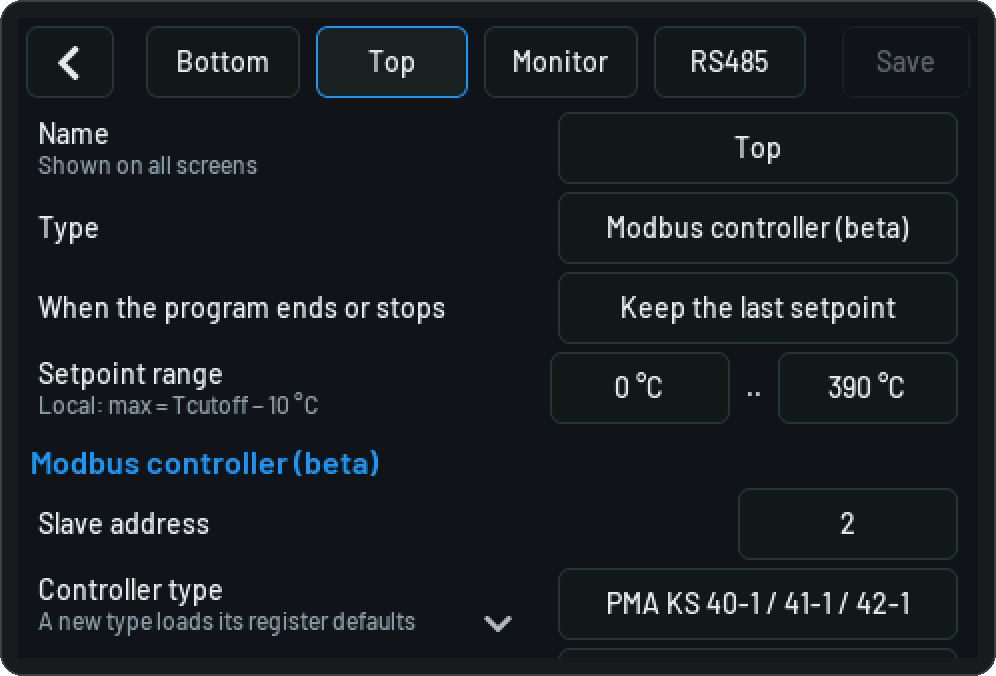 Bottom
Top
Monitor
RS485
Save
Name
Shown on all screens
Top
Type
Modbus controller (beta)
When the program ends or stops
Keep the last setpoint
Setpoint range
Local: max = Tcutoff – 10 °C
0 °C
..
390 °C
Modbus controller (beta)
Slave address
2
Controller type
A new type loads its register defaults
PMA KS 40-1 / 41-1 / 42-1